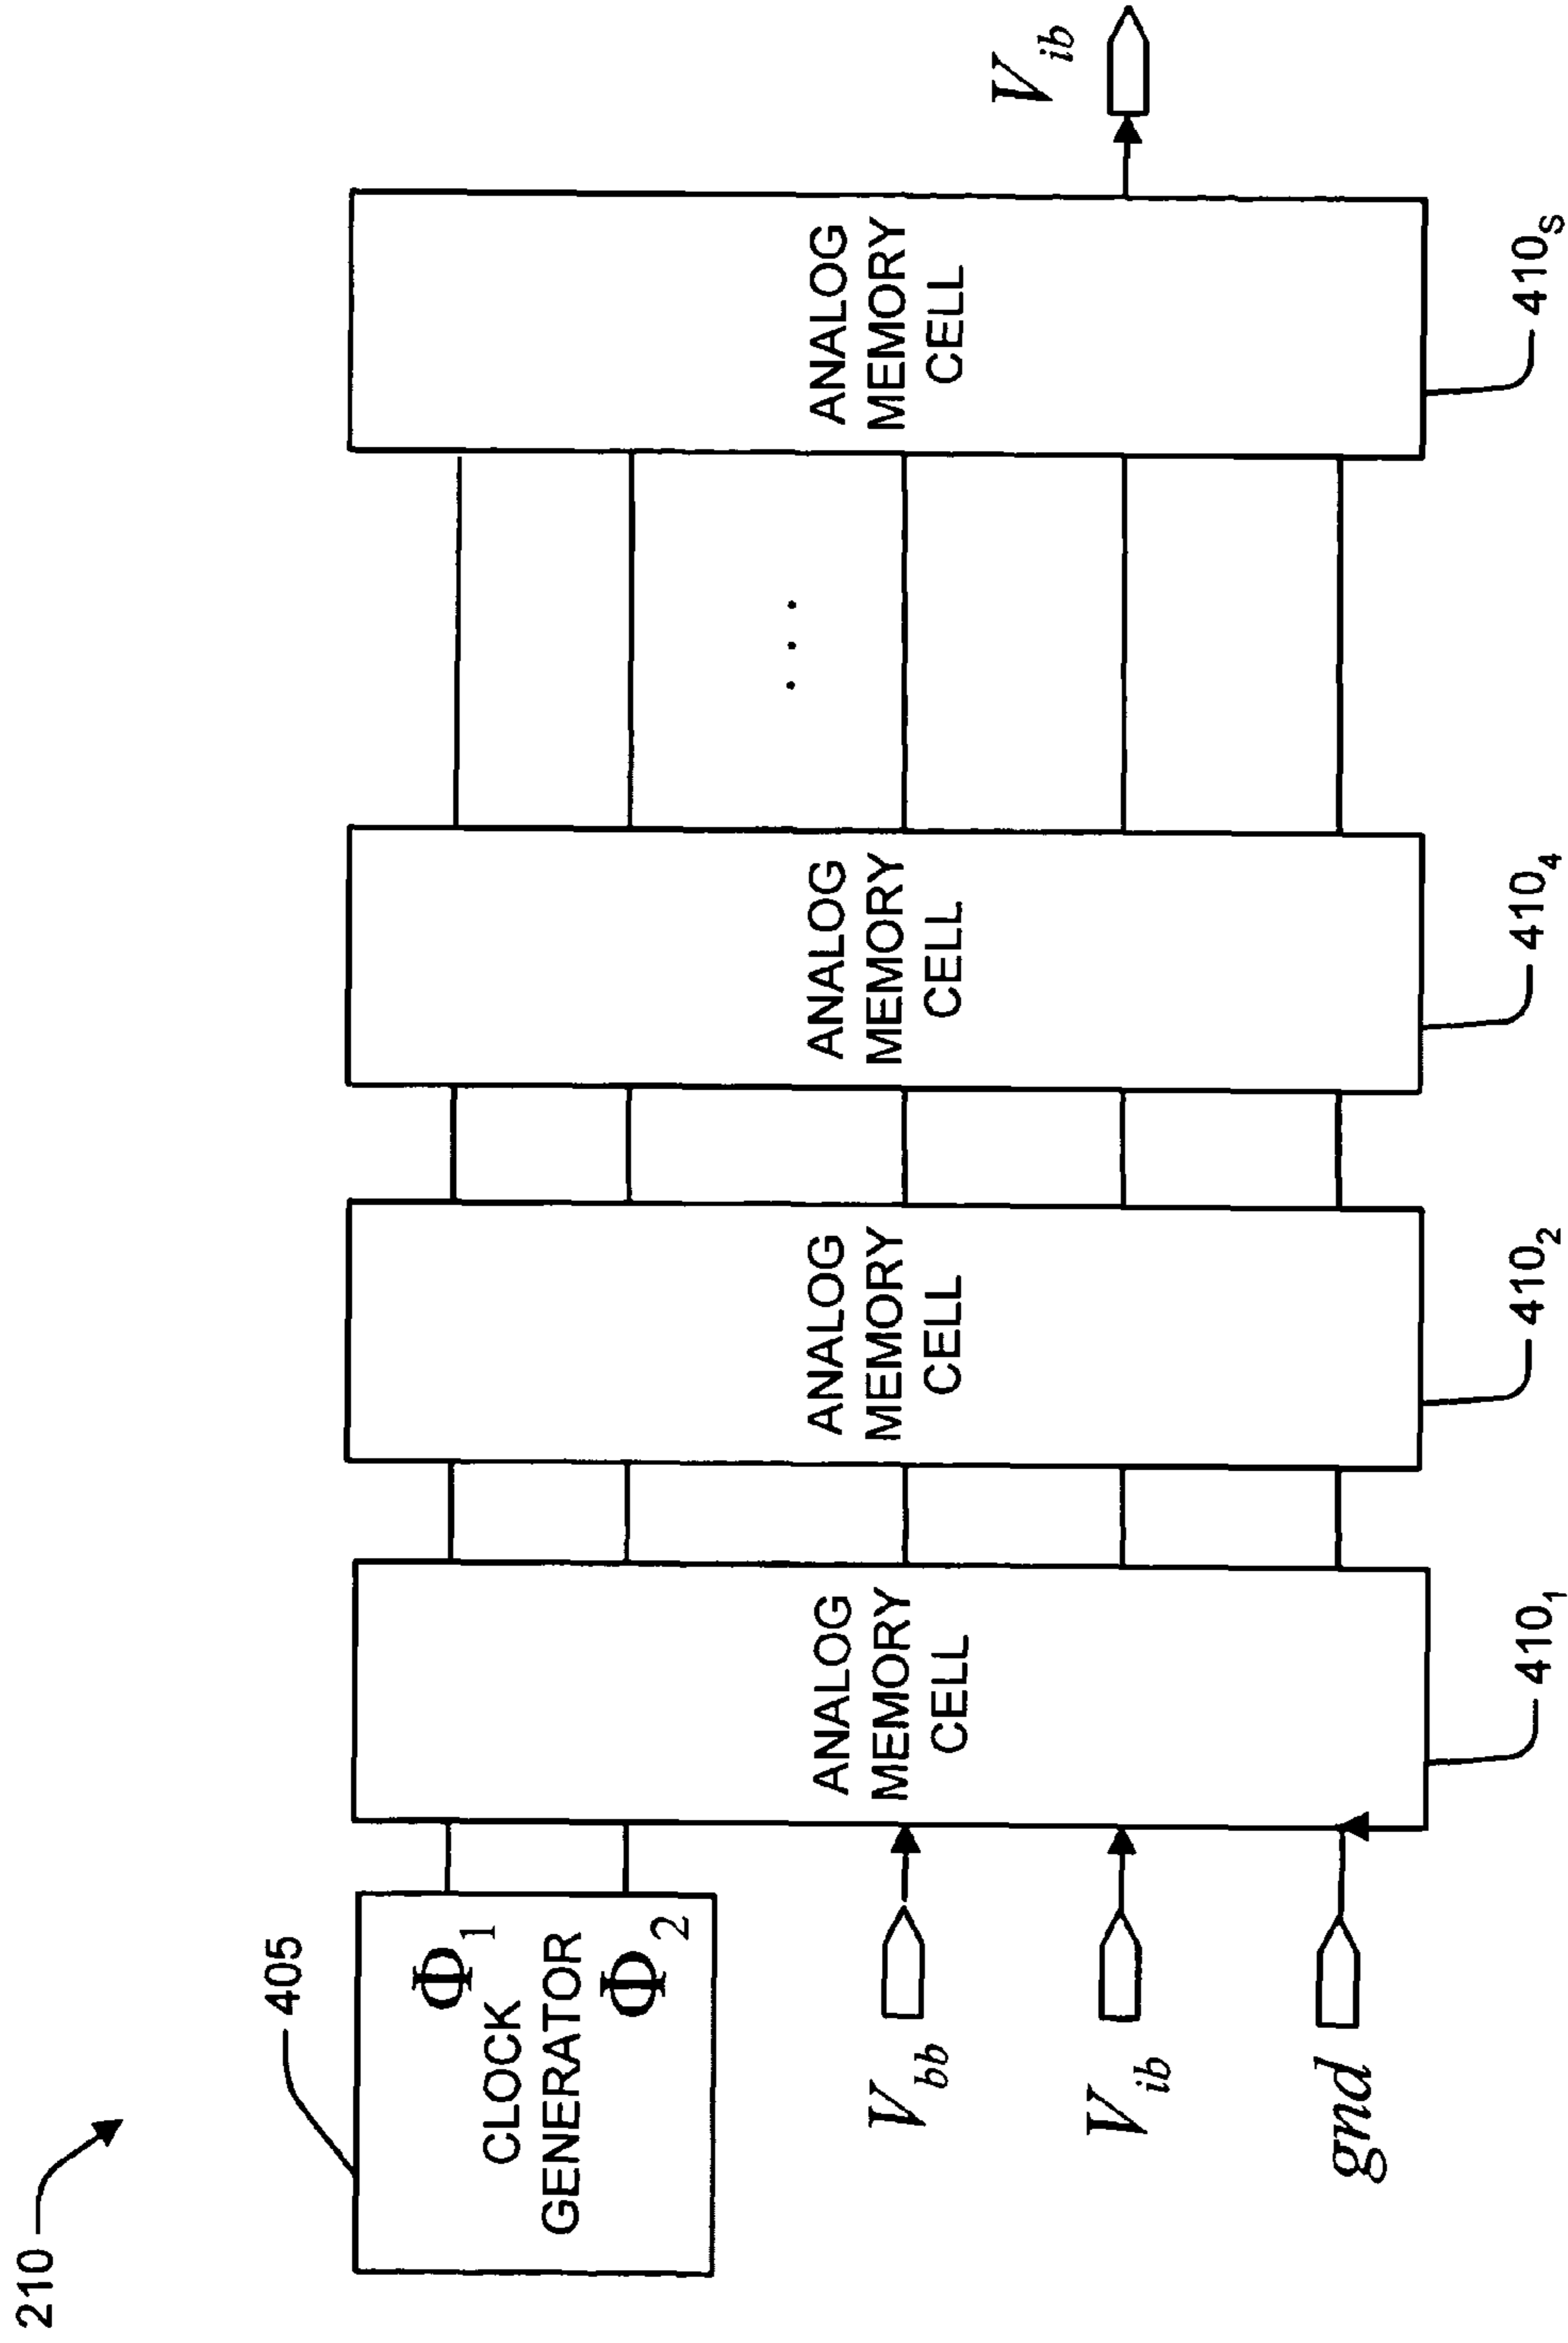 210
405
Φ1
CLOCK
GENERATOR
Φ2
Vbb
Vib
gnd
ANALOG
MEMORY
CELL
4101
ANALOG
MEMORY
CELL
4102
ANALOG
MEMORY
CELL
4104
. . .
ANALOG
MEMORY
CELL
410S
Vib